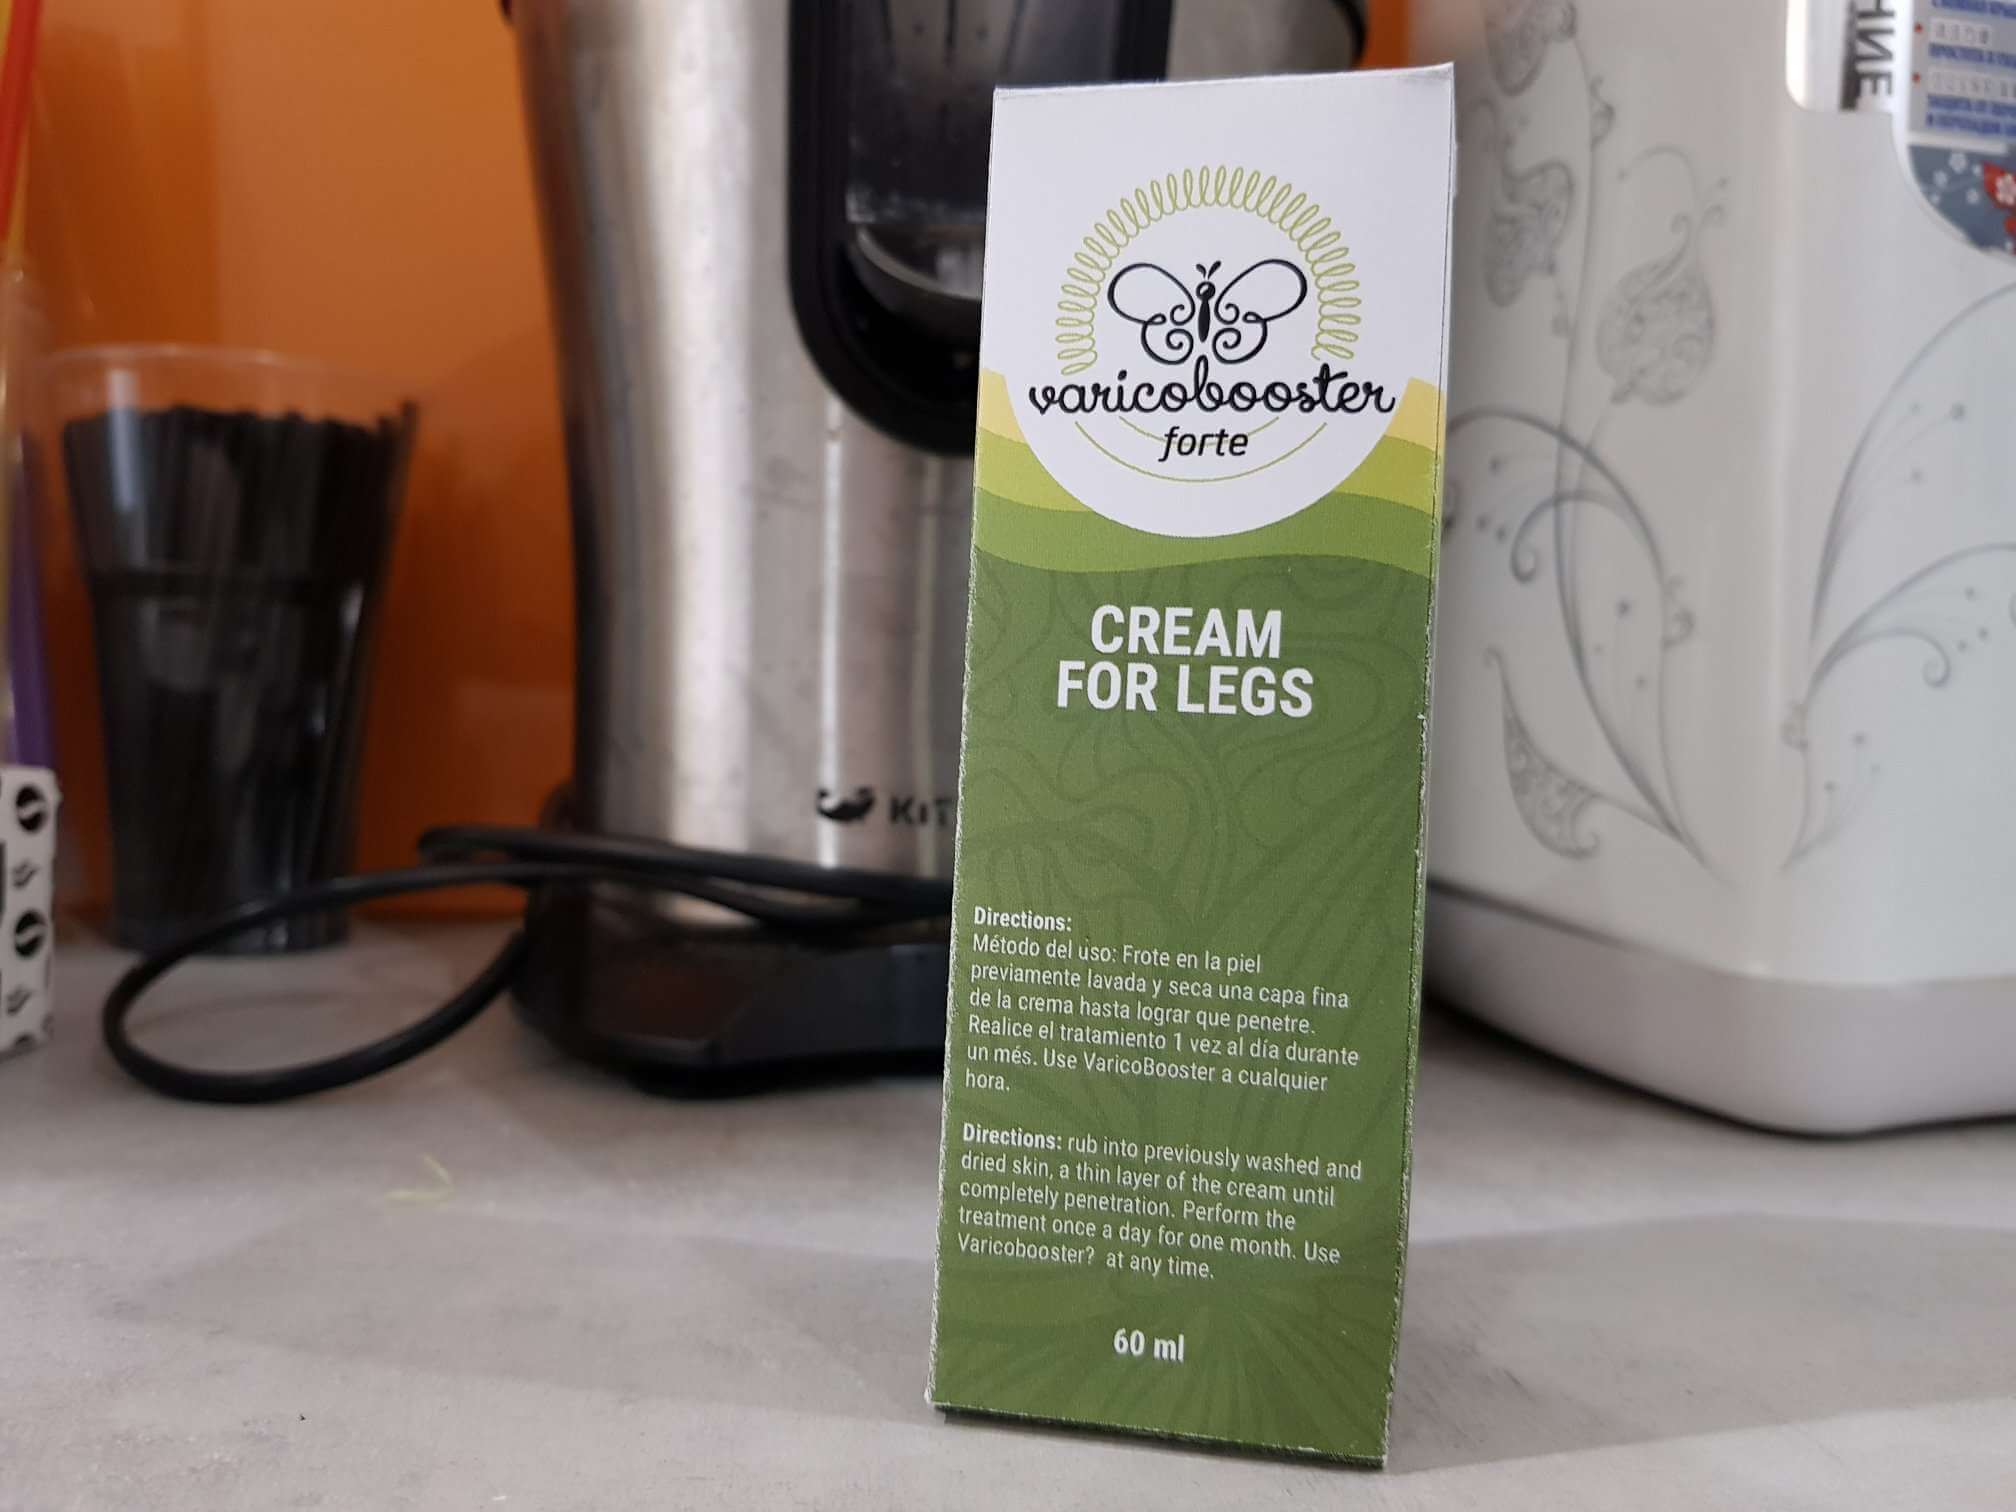 varicobooster
forte
CREAM
FOR LEGS
Directions:
Método del uso: Frote en la piel
previamente lavada y seca una capa fina
de la crema hasta lograr que penetre.
Realice el tratamiento 1 vez al día durante
un més. Use VaricoBooster a cualquier
hora.
Directions: rub into previously washed and
dried skin, a thin layer of the cream until
completely penetration. Perform the
treatment once a day for one month. Use
Varicobooster? at any time.
60 ml
KIT
НИЕ